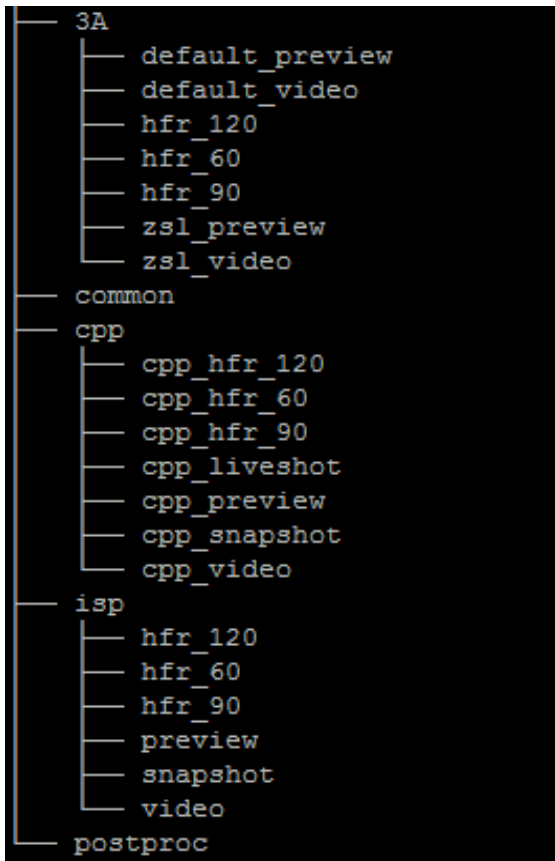 3A
default_preview
default_video
hfr_120
hfr_60
hfr_90
zsl_preview
zsl_video
common
cpp
cpp_hfr_120
cpp_hfr_60
cpp_hfr_90
cpp_liveshot
cpp_preview
cpp_snapshot
cpp_video
isp
hfr_120
hfr_60
hfr_90
preview
snapshot
video
postproc